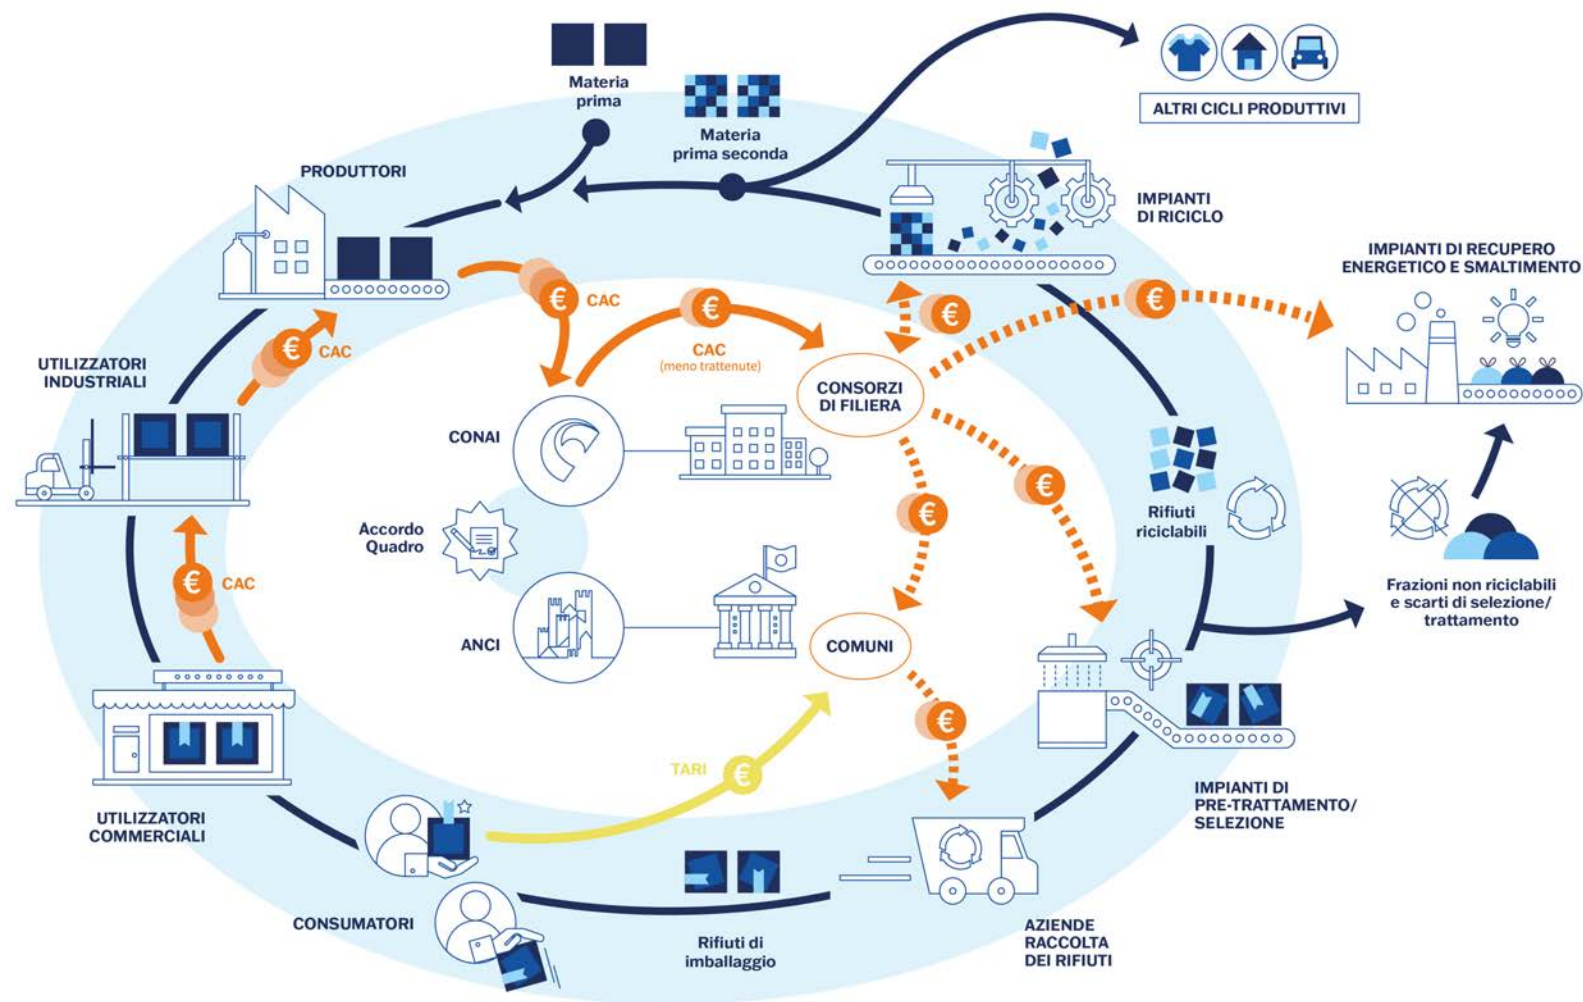 Materia
prima
Materia
prima seconda
ALTRI CICLI PRODUTTIVI
PRODUTTORI
IMPIANTI
DI RICICLO
IMPIANTI DI RECUPERO
ENERGETICO E SMALTIMENTO
€ CAC
€
€
€
€ CAC
CAC
(meno trattenute)
UTILIZZATORI
INDUSTRIALI
CONSORZI
DI FILIERA
CONAI
Rifiuti
riciclabili
€
€
Accordo
Quadro
€ CAC
Frazioni non riciclabili
e scarti di selezione/
trattamento
ANCI
COMUNI
€
TARI €
IMPIANTI DI
PRE-TRATTAMENTO/
SELEZIONE
UTILIZZATORI
COMMERCIALI
CONSUMATORI
Rifiuti di
imballaggio
AZIENDE
RACCOLTA
DEI RIFIUTI